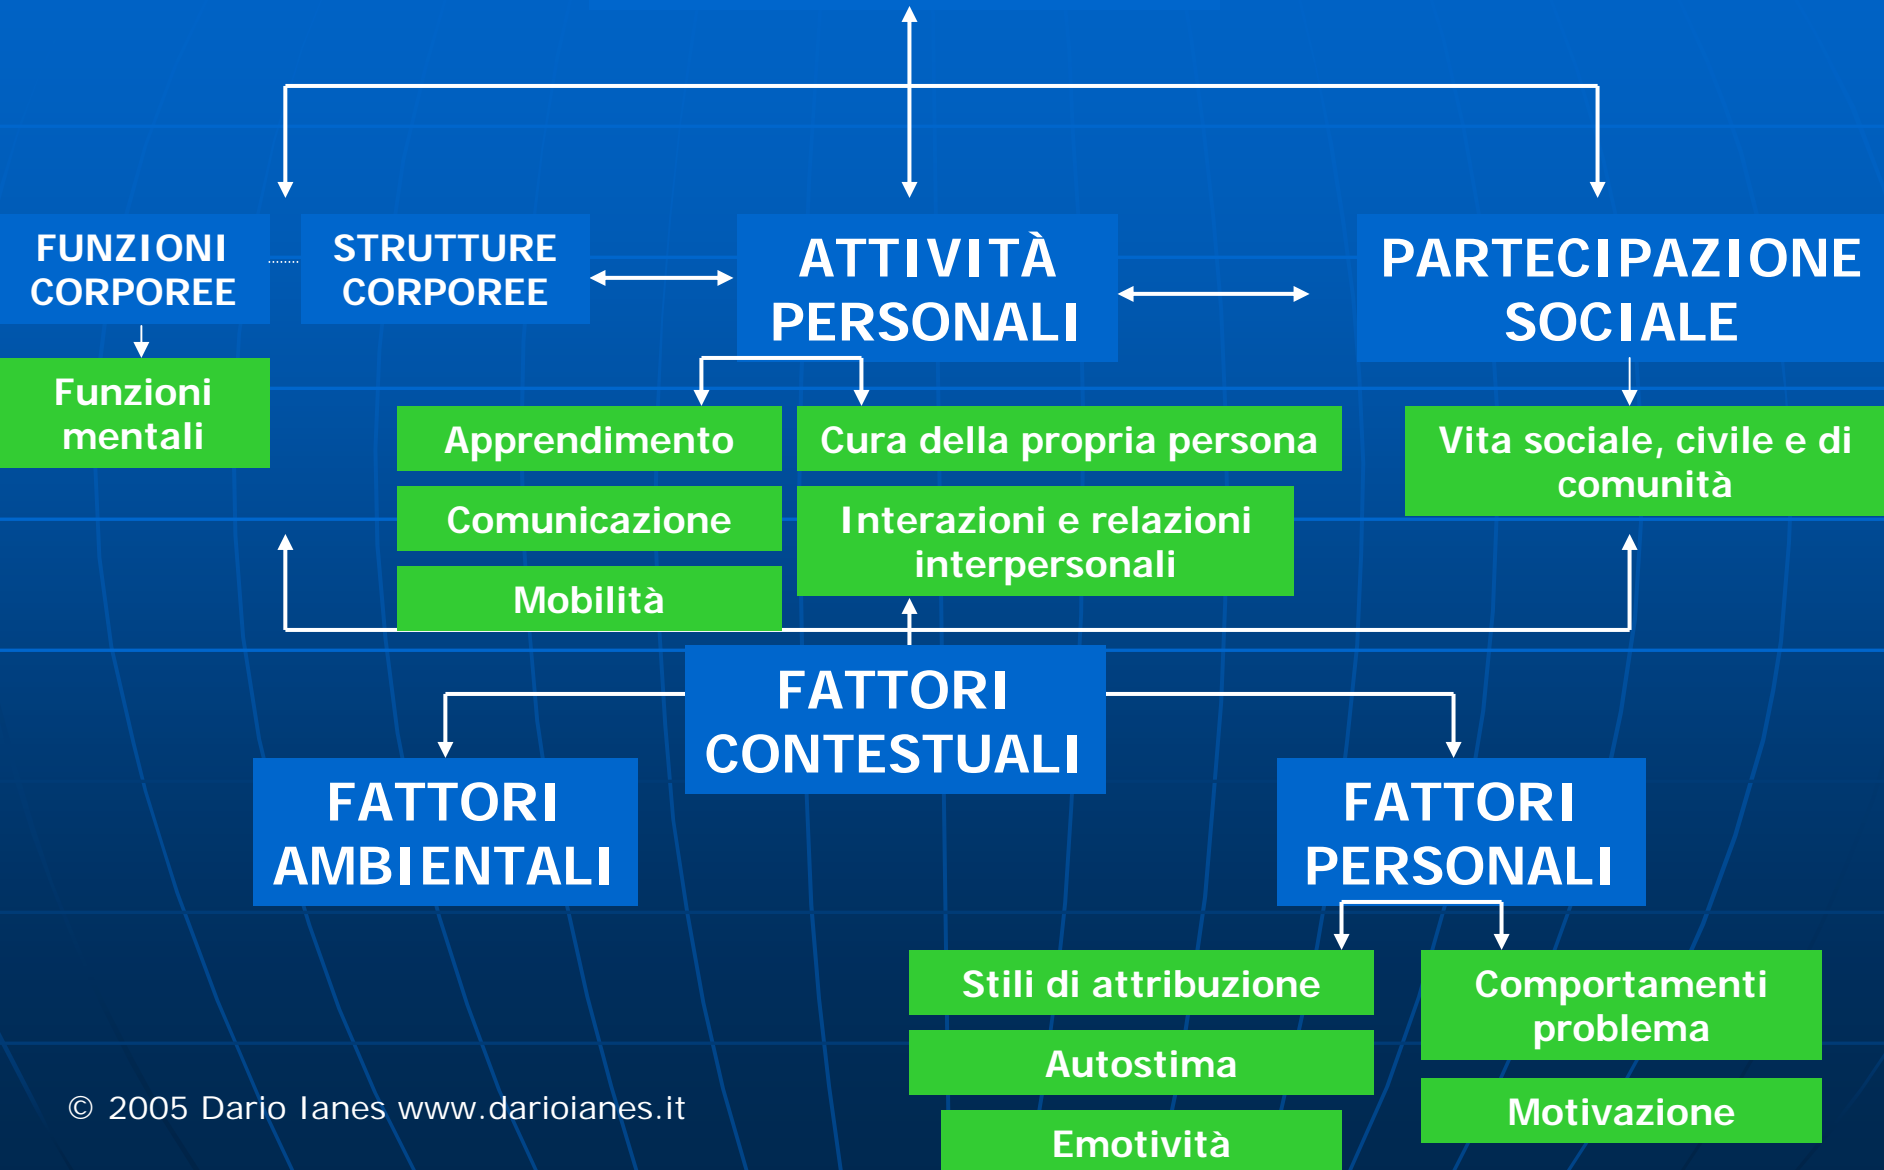 FUNZIONI
CORPOREE
STRUTTURE
CORPOREE
ATTIVITÀ
PERSONALI
PARTECIPAZIONE
SOCIALE
Funzioni
mentali
Apprendimento
Cura della propria persona
Vita sociale, civile e di
comunità
Comunicazione
Interazioni e relazioni
interpersonali
Mobilità
FATTORI
CONTESTUALI
FATTORI
AMBIENTALI
FATTORI
PERSONALI
Stili di attribuzione
Comportamenti
problema
Autostima
Motivazione
Emotività
© 2005 Dario Ianes www.darioianes.it